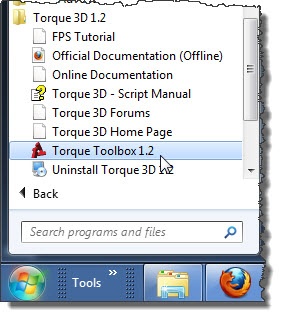 Torque 3D 1.2
FPS Tutorial
Official Documentation (Offline)
Online Documentation
Torque 3D - Script Manual
Torque 3D Forums
Torque 3D Home Page
Torque Toolbox 1.2
Uninstall Torque 3D 1.2
Back
Search programs and files
Tools »